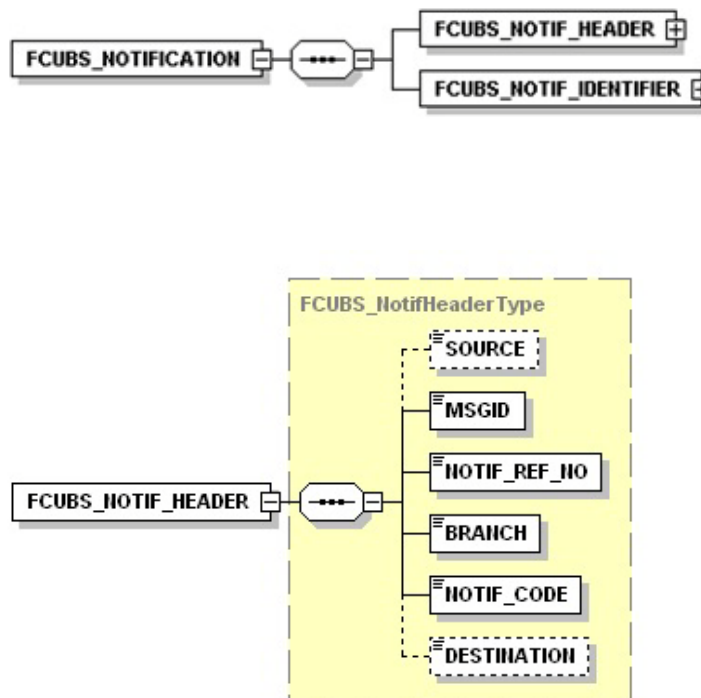 FCUBS_NOTIF_HEADER
FCUBS_NOTIFICATION
FCUBS_NOTIF_IDENTIFIER
FCUBS_NotifHeaderType
SOURCE
MSGID
NOTIF_REF_NO
FCUBS_NOTIF_HEADER
BRANCH
NOTIF_CODE
DESTINATION